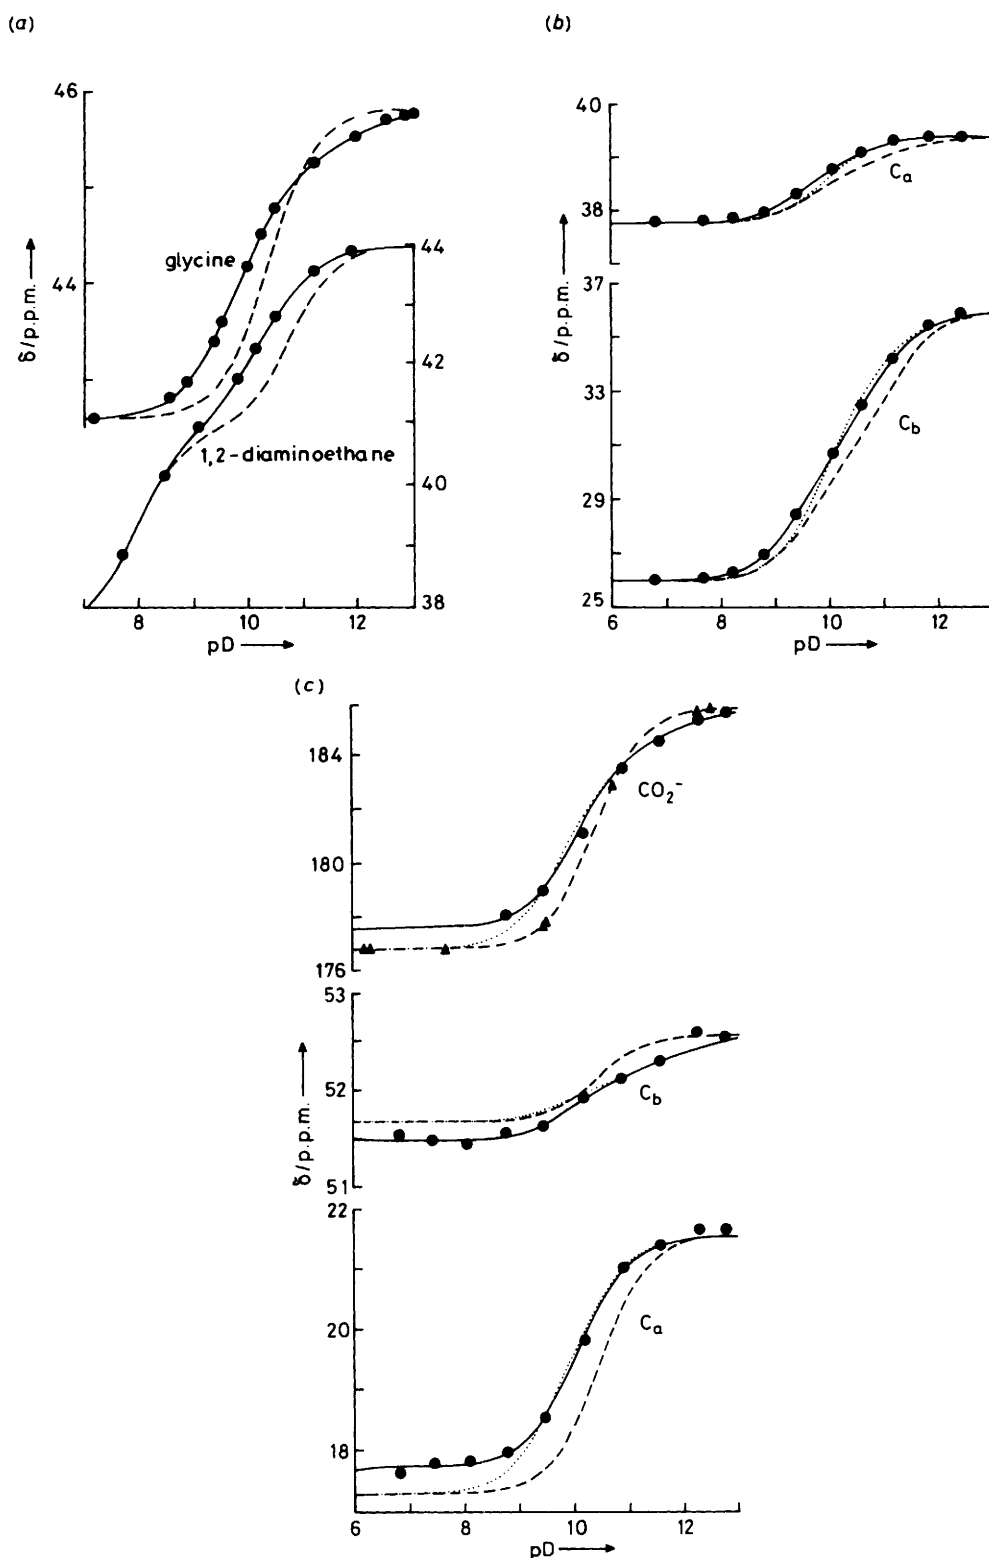 (a)
46
44
δ/p.p.m.
glycine
1,2-diaminoethane
44
42
40
38
8 10 12
pD
(b)
40
38
C_a
37
33
29
25
δ/p.p.m.
C_b
6 8 10 12
pD
(c)
184
180
176
CO₂⁻
53
52
51
δ/p.p.m.
C_b
22
20
18
C_a
6 8 10 12
pD